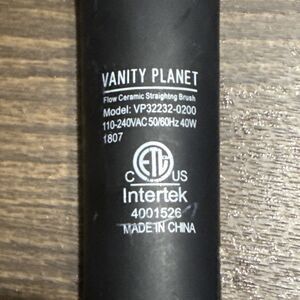 VANITY PLANET
Flow Ceramic Straightng Brush
Model: VP32232-0200
110-240VAC 50/60Hz 40W
1807
ETL
C US
Intertek
4001526
MADE IN CHINA